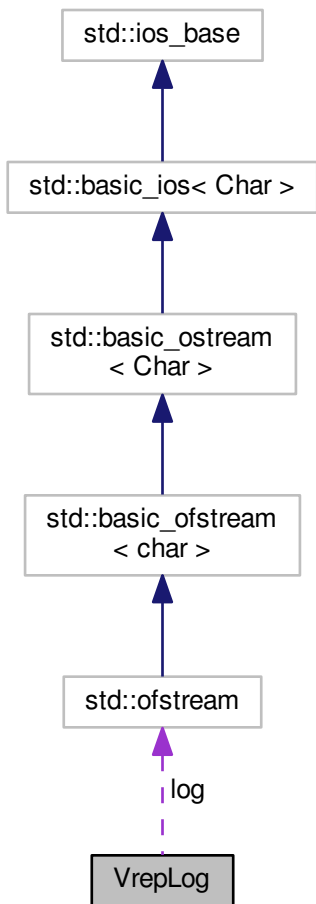 std::ios_base
std::basic_ios< Char >
std::basic_ostream
< Char >
std::basic_ofstream
< char >
std::ofstream
log
VrepLog